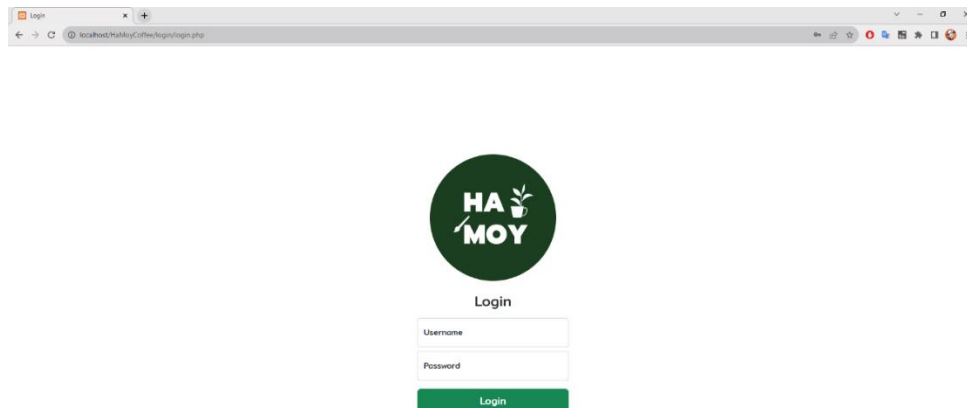 Login
localhost/HaMoyCoffee/login/login.php
HA
MOY
Login
Username
Password
Login